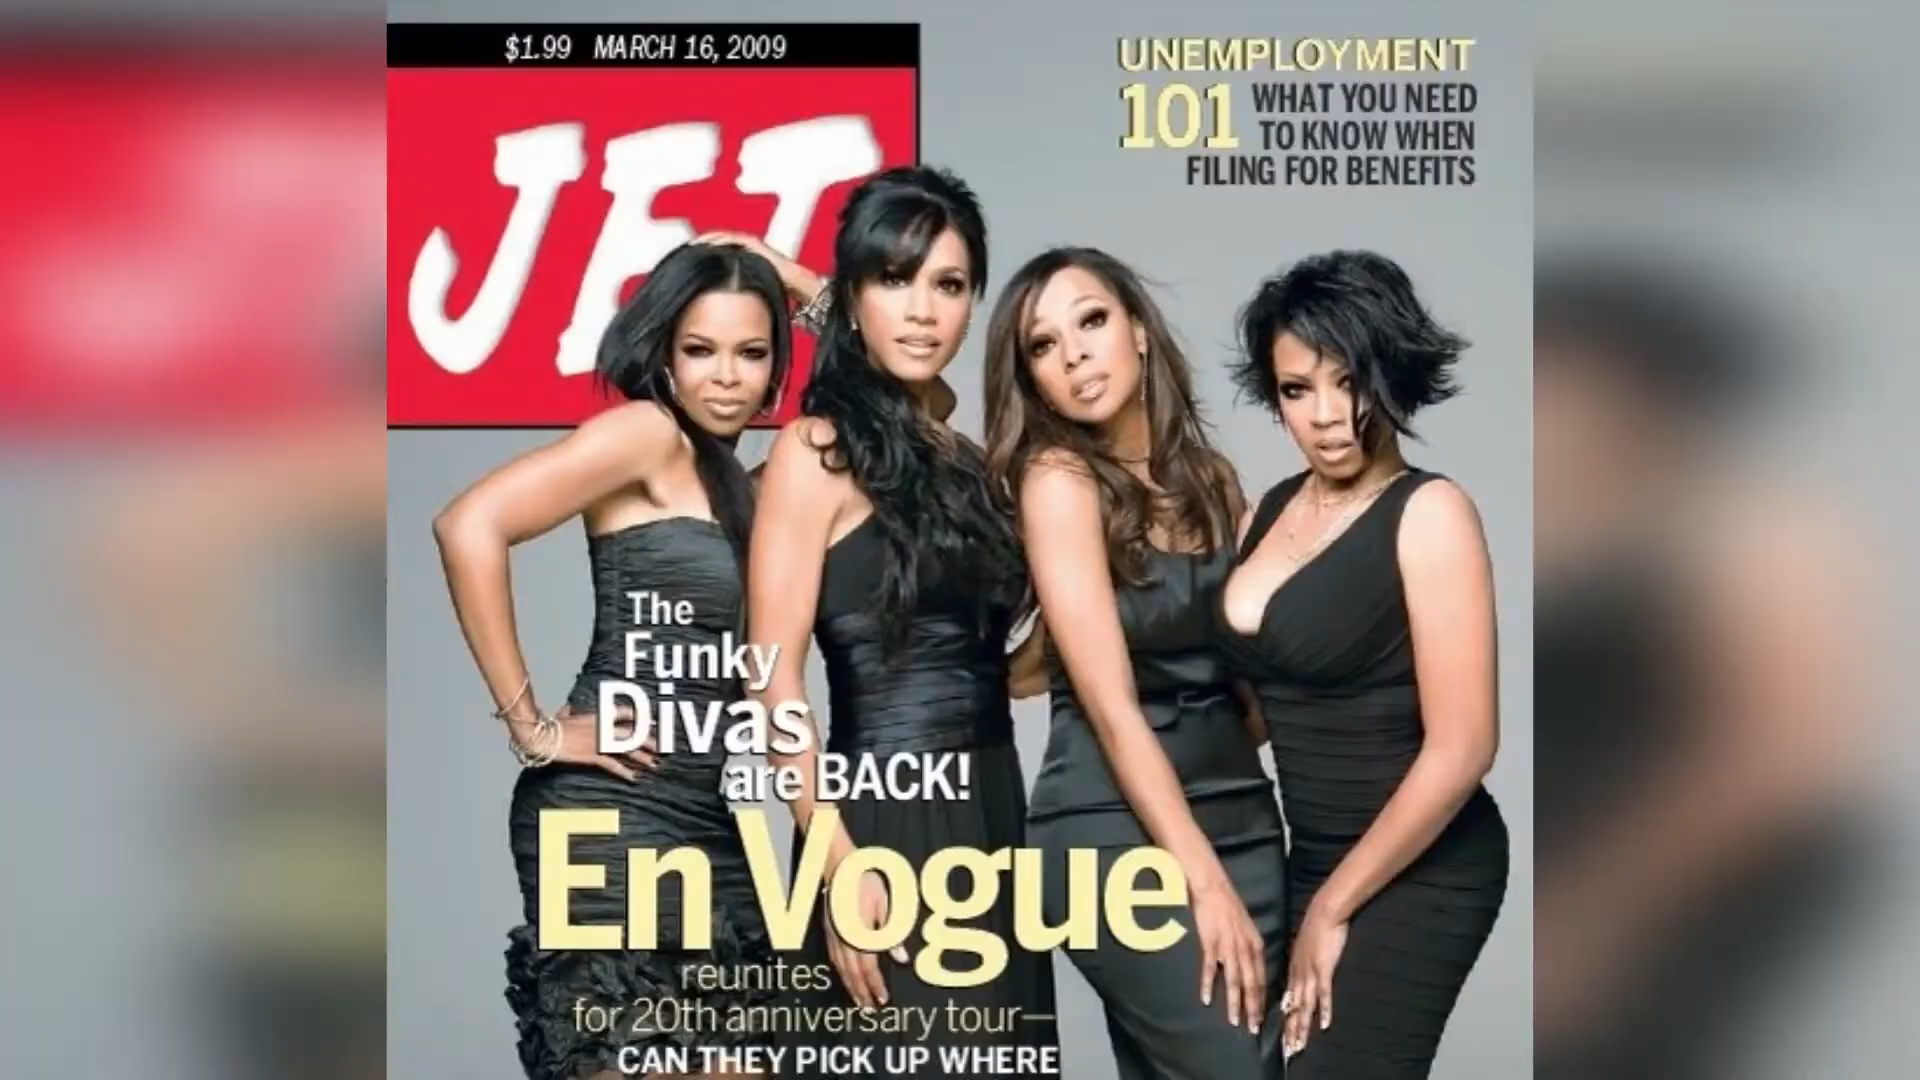 $1.99 MARCH 16, 2009
JET
UNEMPLOYMENT
101 WHAT YOU NEED
TO KNOW WHEN
FILING FOR BENEFITS
The
Funky
Divas
are BACK!
En Vogue
reunites
for 20th anniversary tour—
CAN THEY PICK UP WHERE